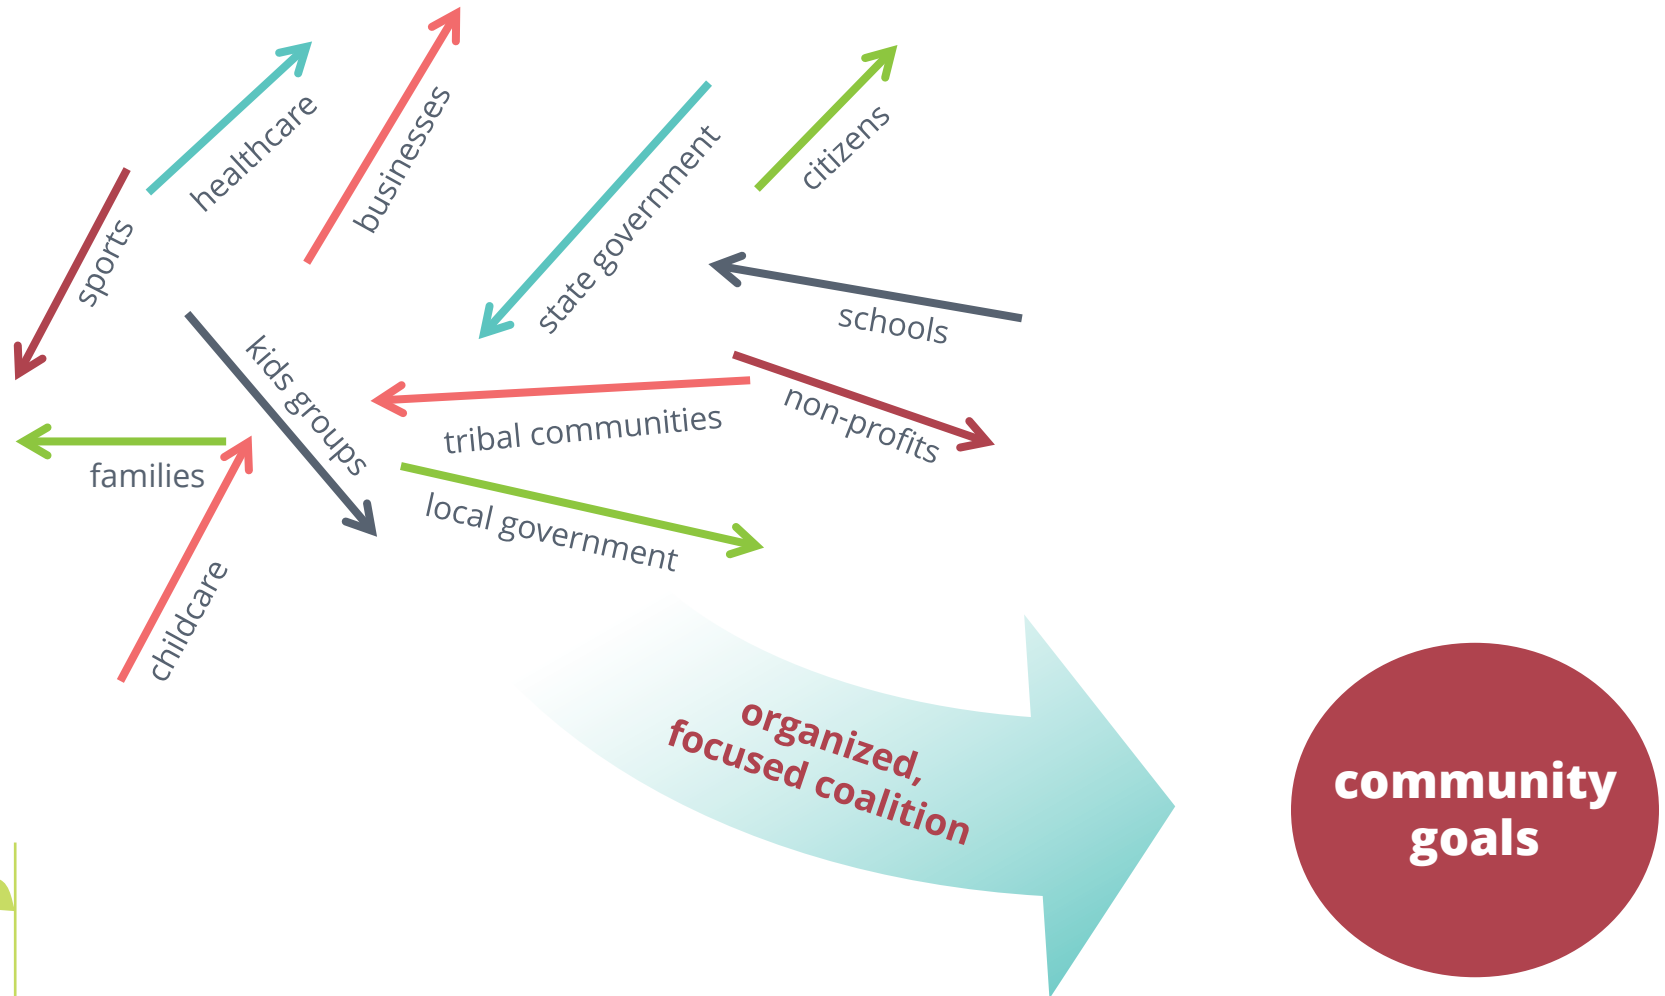 healthcare
businesses
citizens
state government
sports
schools
kids groups
non-profits
tribal communities
families
local government
childcare
organized,
focused coalition
community
goals